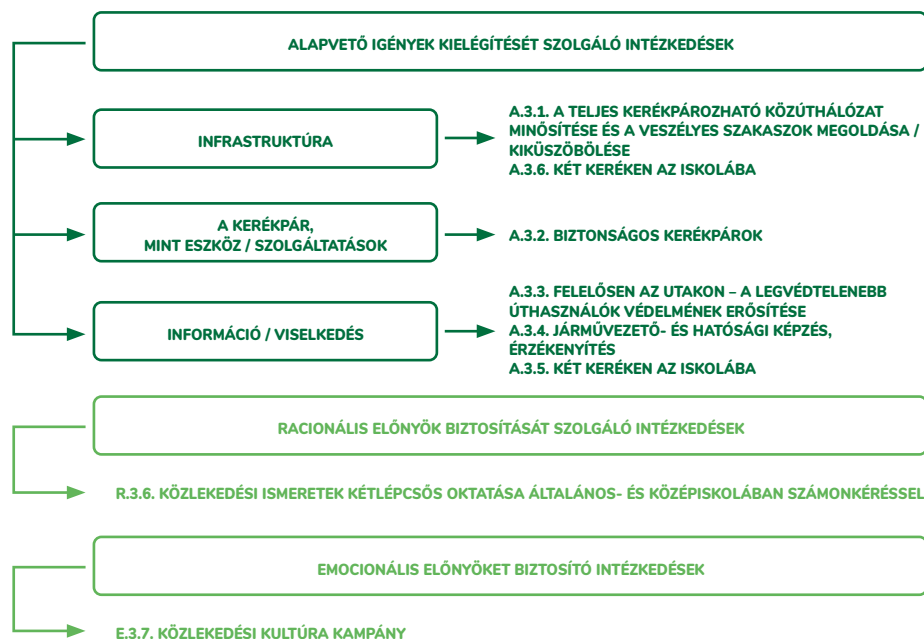 ALAPVETŐ IGÉNYEK KIELÉGÍTÉSÉT SZOLGÁLÓ INTÉZKEDÉSEK
INFRASTRUKTÚRA
A.3.1. A TELJES KERÉKPÁROZHATÓ KÖZÚTHÁLÓZAT
MINŐSÍTÉSE ÉS A VESZÉLYES SZAKASZOK MEGOLDÁSA /
KIKÜSZÖBÖLÉSE
A.3.6. KÉT KERÉKEN AZ ISKOLÁBA
A KERÉKPÁR,
MINT ESZKÖZ / SZOLGÁLTATÁSOK
A.3.2. BIZTONSÁGOS KERÉKPÁROK
INFORMÁCIÓ / VISELKEDÉS
A.3.3. FELELŐSEN AZ UTAKON – A LEGVÉDTELENEBB
ÚTHASZNÁLÓK VÉDELMÉNEK ERŐSÍTÉSE
A.3.4. JÁRMŰVEZETŐ- ÉS HATÓSÁGI KÉPZÉS,
ÉRZÉKENYÍTÉS
A.3.5. KÉT KERÉKEN AZ ISKOLÁBA
RACIONÁLIS ELŐNYÖK BIZTOSÍTÁSÁT SZOLGÁLÓ INTÉZKEDÉSEK
R.3.6. KÖZLEKEDÉSI ISMERETEK KÉTLÉPCSŐS OKTATÁSA ÁLTALÁNOS- ÉS KÖZÉPISKOLÁBAN SZÁMONKÉRÉSSEL
EMOCIONÁLIS ELŐNYÖKET BIZTOSÍTÓ INTÉZKEDÉSEK
E.3.7. KÖZLEKEDÉSI KULTÚRA KAMPÁNY